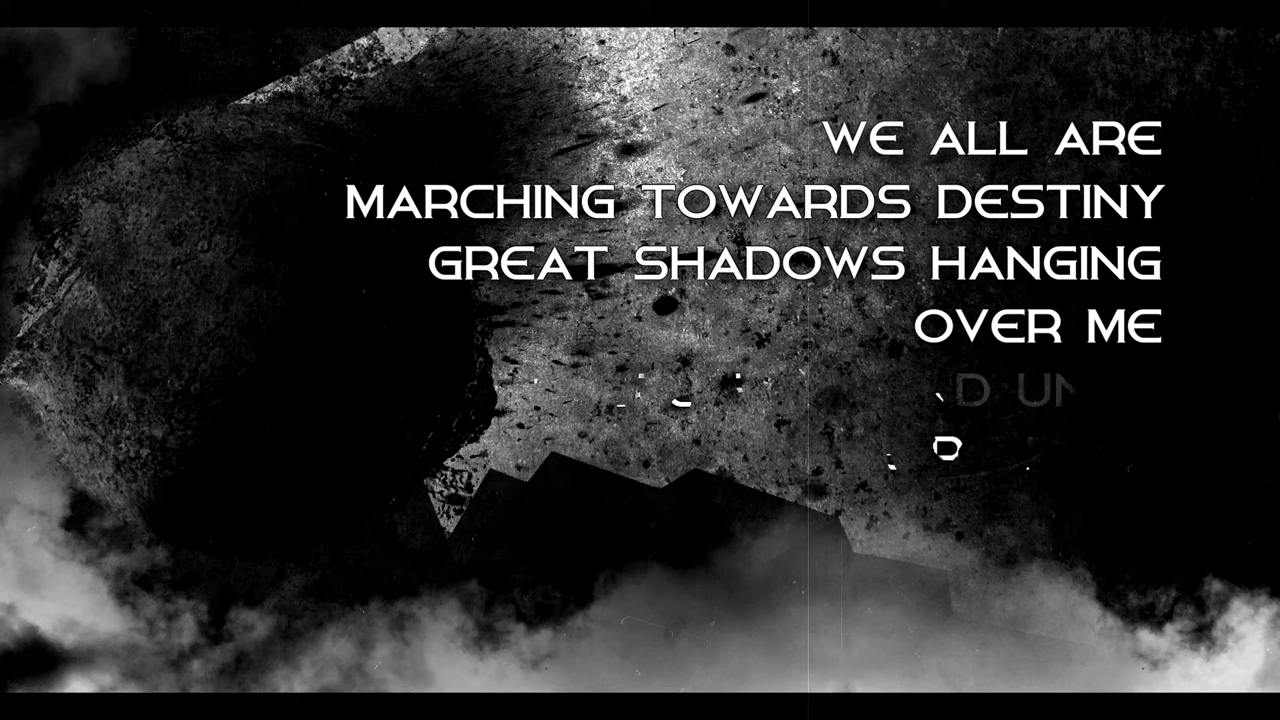 WE ALL ARE
MARCHING TOWARDS DESTINY
GREAT SHADOWS HANGING
OVER ME